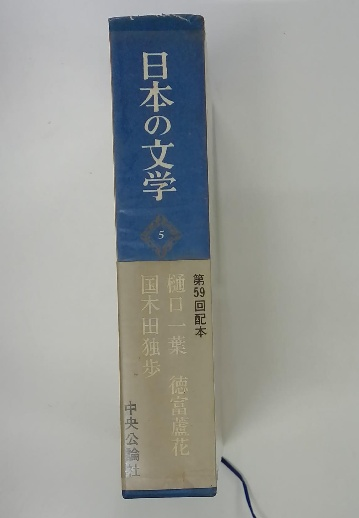 日本の文学
5
第59回配本
樋口一葉 徳富蘆花
国木田独歩
中央公論社